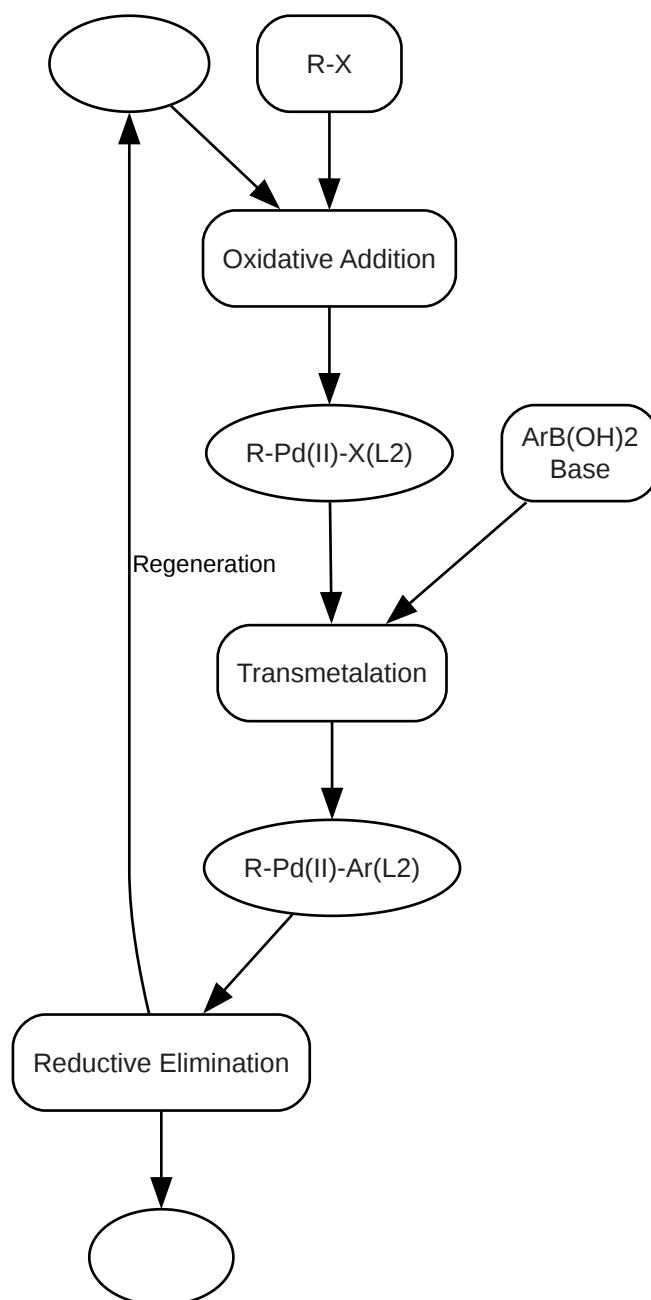 R-X
Oxidative Addition
R-Pd(II)-X(L2)
ArB(OH)2
Base
Regeneration
Transmetalation
R-Pd(II)-Ar(L2)
Reductive Elimination